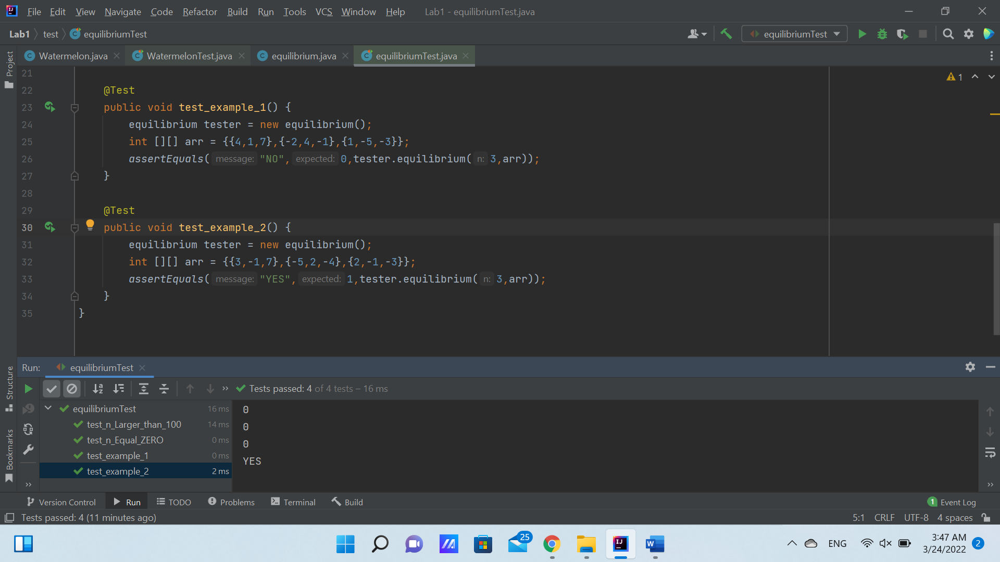 File Edit View Navigate Code Refactor Build Run Tools VCS Window Help Lab1 - equilibriumTest.java
Lab1 test equilibriumTest equilibriumTest
Watermelon.java WatermelonTest.java equilibrium.java equilibriumTest.java
Project
21
1
22 @Test
23 public void test_example_1() {
24 equilibrium tester = new equilibrium();
25 int [][] arr = {{4,1,7},{-2,4,-1},{1,-5,-3}};
26 assertEquals( message: "NO", expected: 0,tester.equilibrium( n: 3,arr));
27 }
28
29 @Test
30 public void test_example_2() {
31 equilibrium tester = new equilibrium();
32 int [][] arr = {{3,-1,7},{-5,2,-4},{2,-1,-3}};
33 assertEquals( message: "YES", expected: 1,tester.equilibrium( n: 3,arr));
34 }
35 }
Structure
Bookmarks
Run: equilibriumTest
Tests passed: 4 of 4 tests – 16 ms
equilibriumTest 16 ms
test_n_Larger_than_100 14 ms
test_n_Equal_ZERO 0 ms
test_example_1 0 ms
test_example_2 2 ms
0
0
0
YES
Version Control Run TODO Problems Terminal Build 1 Event Log
Tests passed: 4 (11 minutes ago) 5:1 CRLF UTF-8 4 spaces
25
ENG
3:47 AM
3/24/2022
2